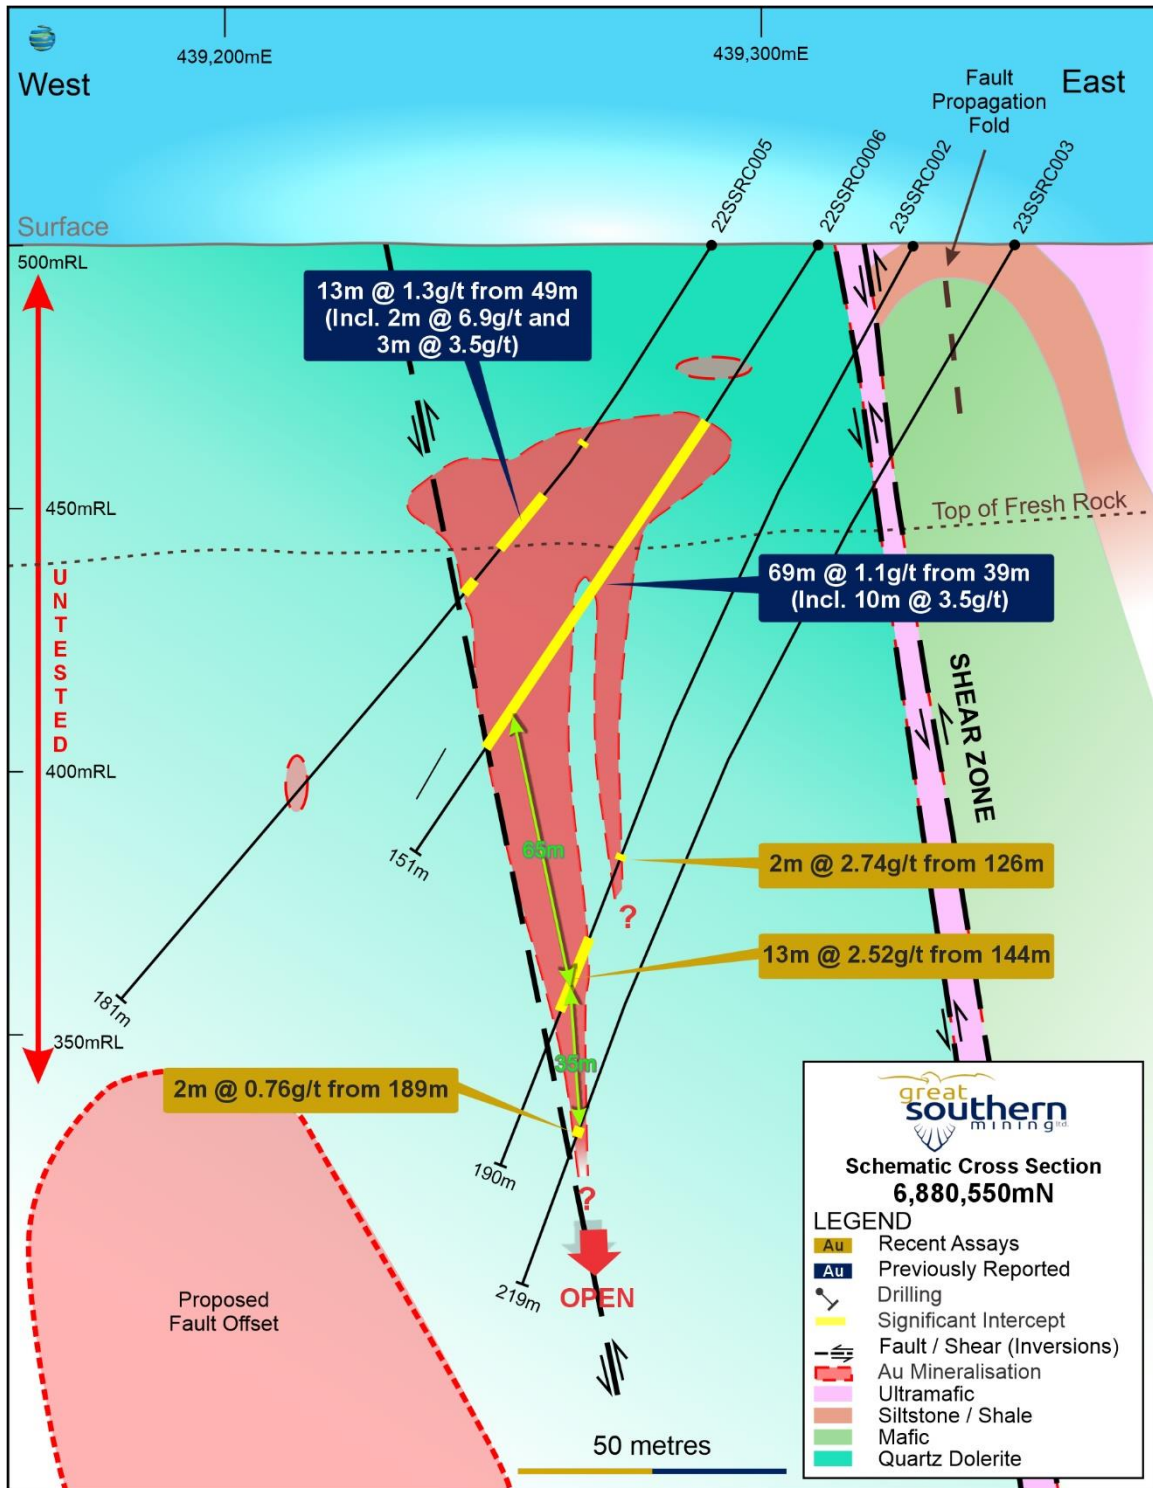 439,200mE
439,300mE
West
East
Fault
Propagation
Fold
22SSRC005
22SSRC0006
23SSRC002
23SSRC003
Surface
500mRL
13m @ 1.3g/t from 49m
(Incl. 2m @ 6.9g/t and
3m @ 3.5g/t)
450mRL
Top of Fresh Rock
UNTESTED
69m @ 1.1g/t from 39m
(Incl. 10m @ 3.5g/t)
SHEAR ZONE
400mRL
151m
65m
2m @ 2.74g/t from 126m
?
13m @ 2.52g/t from 144m
181m
350mRL
35m
2m @ 0.76g/t from 189m
190m
?
219m
OPEN
Proposed
Fault Offset
50 metres
great
southern
mining ltd.
Schematic Cross Section
6,880,550mN
LEGEND
Au Recent Assays
Au Previously Reported
Drilling
Significant Intercept
Fault / Shear (Inversions)
Au Mineralisation
Ultramafic
Siltstone / Shale
Mafic
Quartz Dolerite